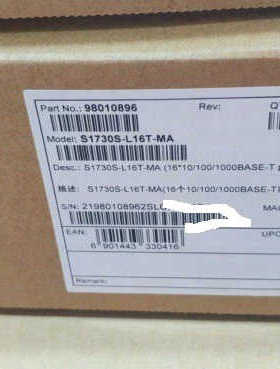 Part No.: 98010896 Rev: Q
Model: S1730S-L16T-MA
Desc.: S1730S-L16T-MA (16*10/100/1000BASE-T p
描述: S1730S-L16T-MA(16个10/100/1000BASE-T
S/N: 21980108962SL MA
EAN: UPC
6 901443 330416
Remark: